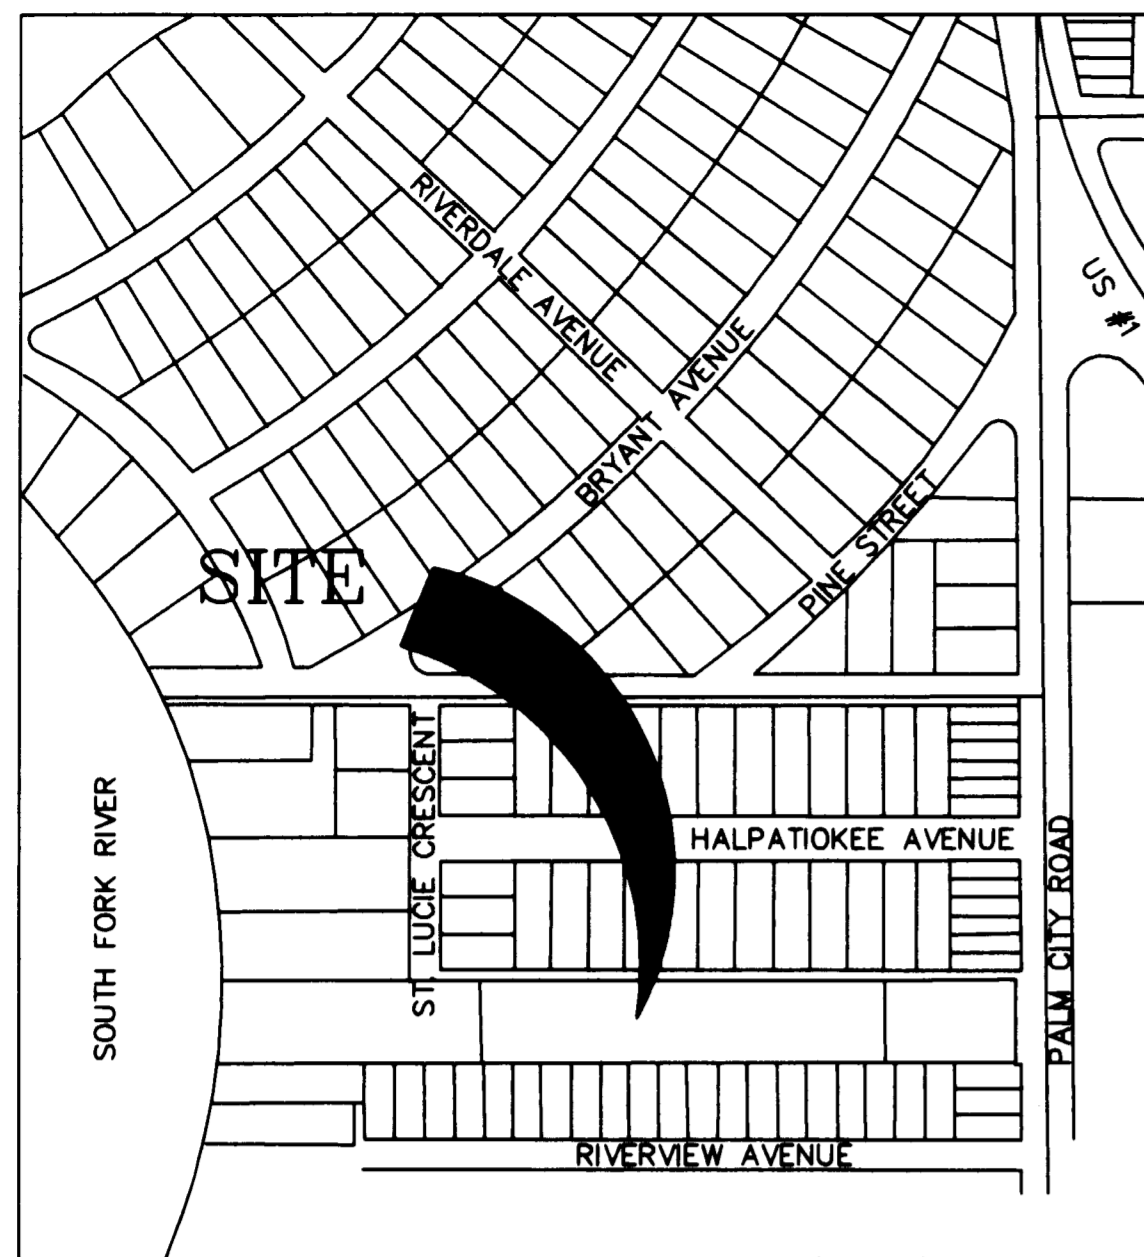 RIVERDALE AVENUE
US #1
BRYANT AVENUE
PINE STREET
SITE
ST. LUCIE CRESCENT
HALPATIOKEE AVENUE
SOUTH FORK RIVER
PALM CITY ROAD
RIVERVIEW AVENUE